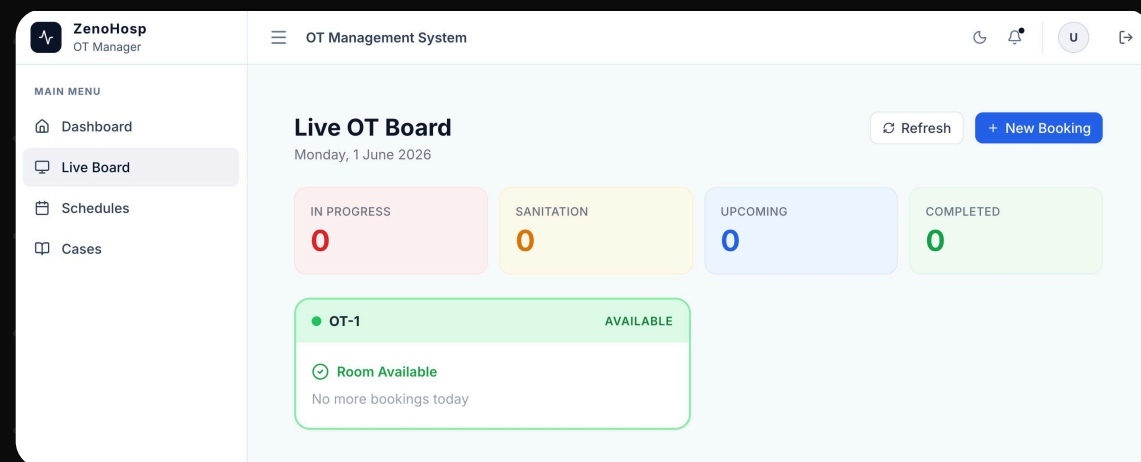 ZenoHosp
OT Manager
MAIN MENU
Dashboard
Live Board
Schedules
Cases
OT Management System
U
Live OT Board
Monday, 1 June 2026
Refresh
+ New Booking
IN PROGRESS
0
SANITATION
0
UPCOMING
0
COMPLETED
0
OT-1
AVAILABLE
Room Available
No more bookings today